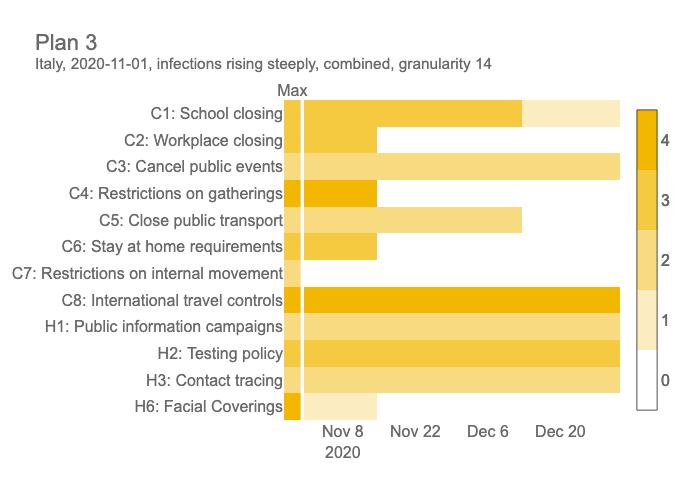 Plan 3
Italy, 2020-11-01, infections rising steeply, combined, granularity 14
Max
C1: School closing
C2: Workplace closing
C3: Cancel public events
C4: Restrictions on gatherings
C5: Close public transport
C6: Stay at home requirements
C7: Restrictions on internal movement
C8: International travel controls
H1: Public information campaigns
H2: Testing policy
H3: Contact tracing
H6: Facial Coverings
Nov 8 Nov 22 Dec 6 Dec 20
2020
4
3
2
1
0